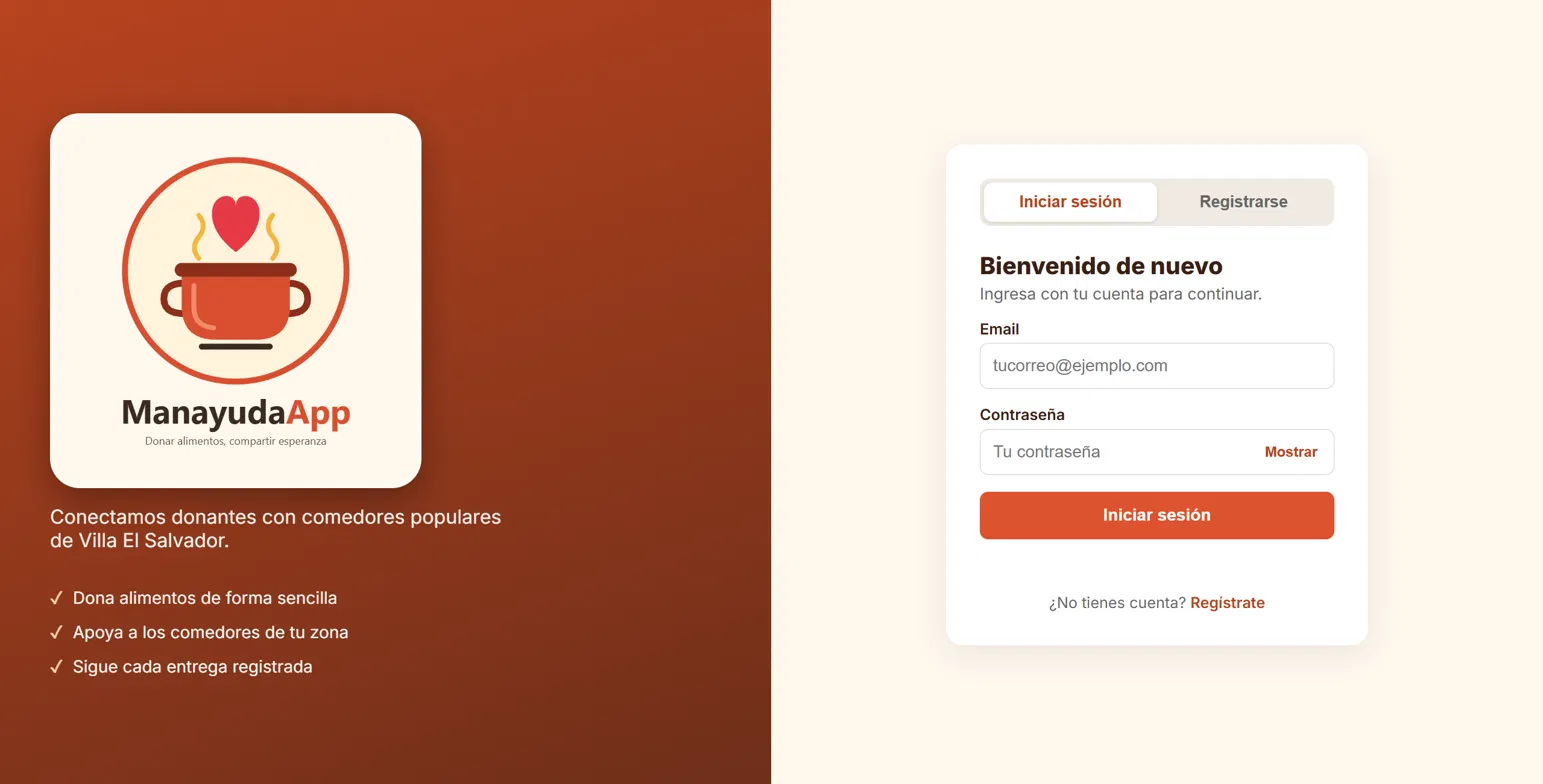 ManayudaApp
Donar alimentos, compartir esperanza
Conectamos donantes con comedores populares
de Villa El Salvador.
✓ Dona alimentos de forma sencilla
✓ Apoya a los comedores de tu zona
✓ Sigue cada entrega registrada
Iniciar sesión Registrarse
Bienvenido de nuevo
Ingresa con tu cuenta para continuar.
Email
tucorreo@ejemplo.com
Contraseña
Tu contraseña Mostrar
Iniciar sesión
¿No tienes cuenta? Regístrate